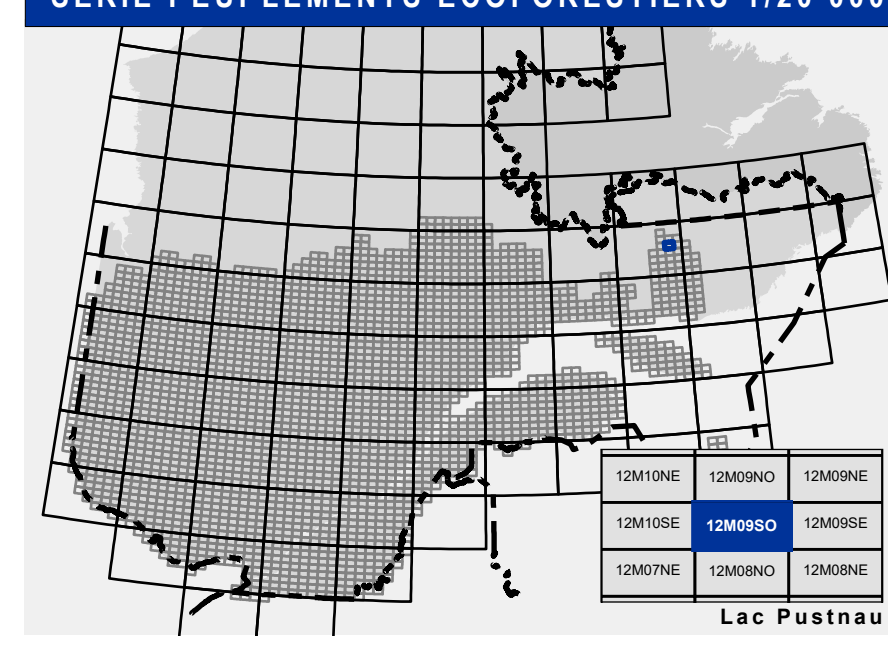 SÉRIE PEUPLEMENTS ÉCOFORESTIERS 1/20 000
12M10NE 12M09NO 12M09NE
12M10SE 12M09SO 12M09SE
12M07NE 12M08NO 12M08NE
Lac Pustnau